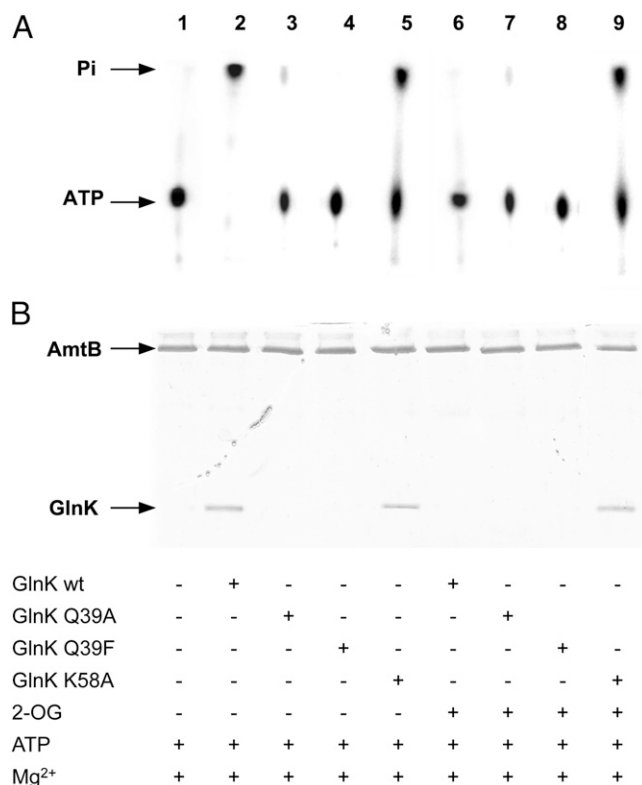 A 1 2 3 4 5 6 7 8 9
Pi
ATP
B
AmtB
GlnK
GlnK wt - + - - - + - - -
GlnK Q39A - - + - - - + - -
GlnK Q39F - - - + - - - + -
GlnK K58A - - - - + - - - +
2-OG - - - - - + + + +
ATP + + + + + + + + +
Mg²⁺ + + + + + + + + +